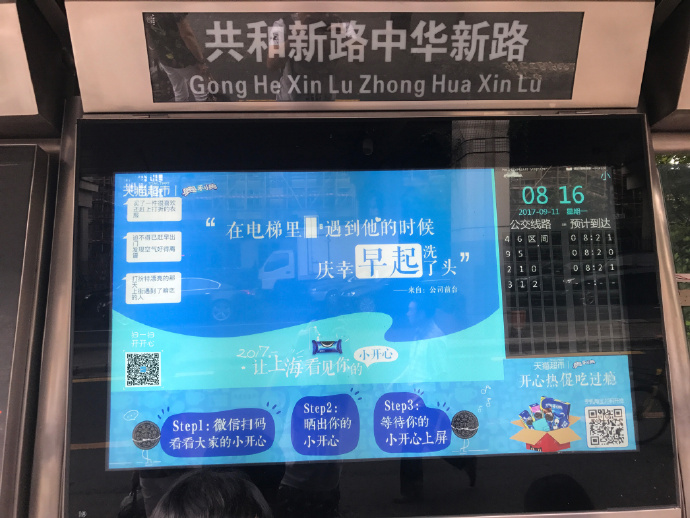 共和新路中华新路
Gong He Xin Lu Zhong Hua Xin Lu
天猫超市
08 16
2017-09-11 星期一
公交线路 预计到达
46区间 08:21
95 08:21
210 08:21
312
“在电梯里 遇到他的时候
庆幸早起洗了头”
——来自：公司前台
扫一扫
2017.
·让上海看见你的小开心
Step1：微信扫码
看看大家的小开心
Step2：
晒出你的
小开心
Step3：
等待你的
小开心上屏
天猫超市
开心热促吃过瘾